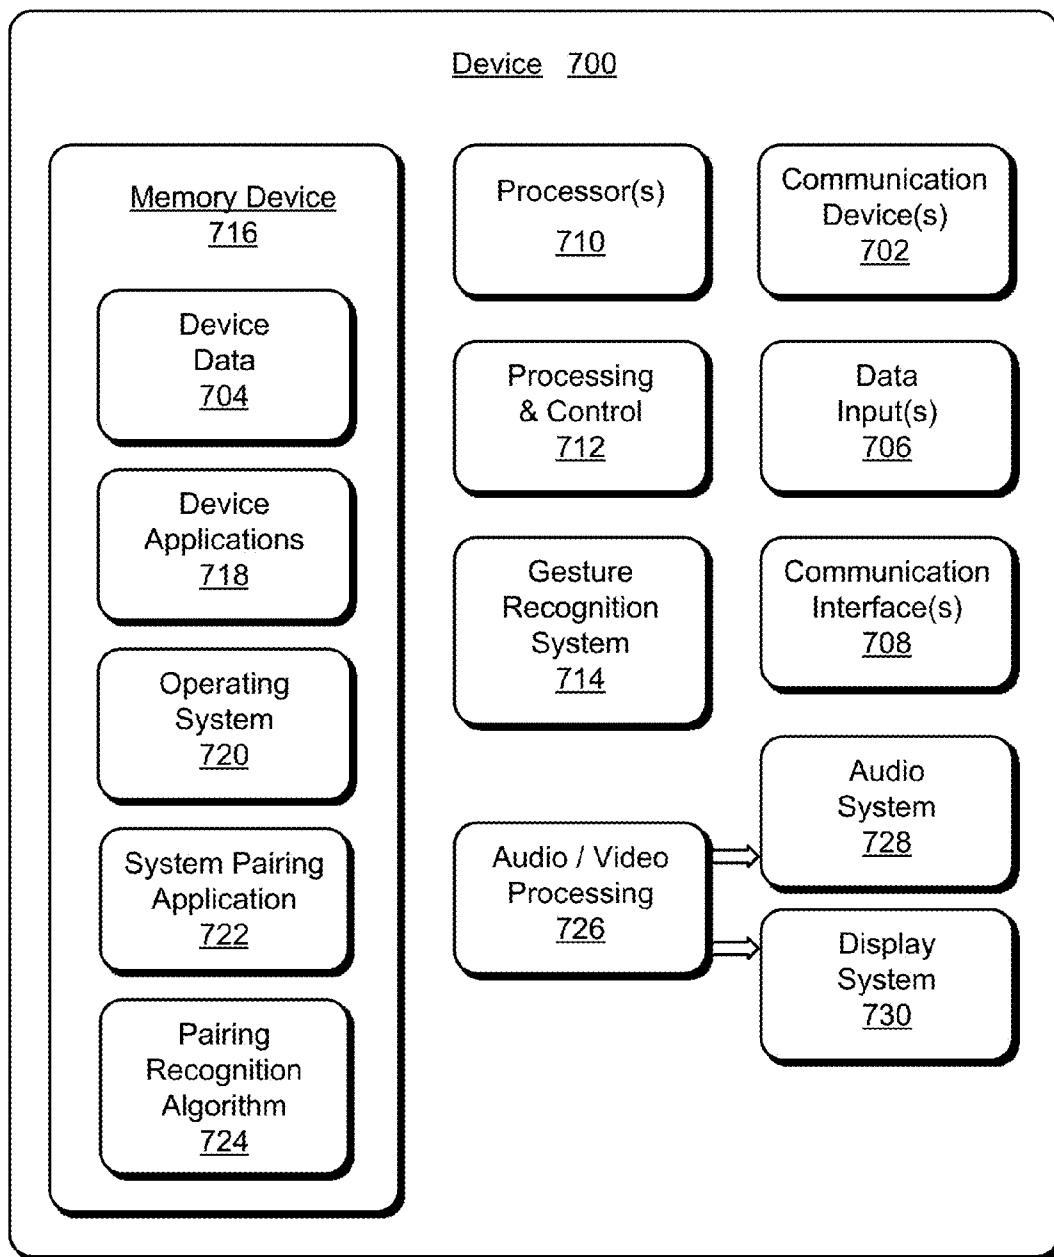 Device 700
Memory Device
716
Device
Data
704
Device
Applications
718
Operating
System
720
System Pairing
Application
722
Pairing
Recognition
Algorithm
724
Processor(s)
710
Processing
& Control
712
Gesture
Recognition
System
714
Audio / Video
Processing
726
Communication
Device(s)
702
Data
Input(s)
706
Communication
Interface(s)
708
Audio
System
728
Display
System
730